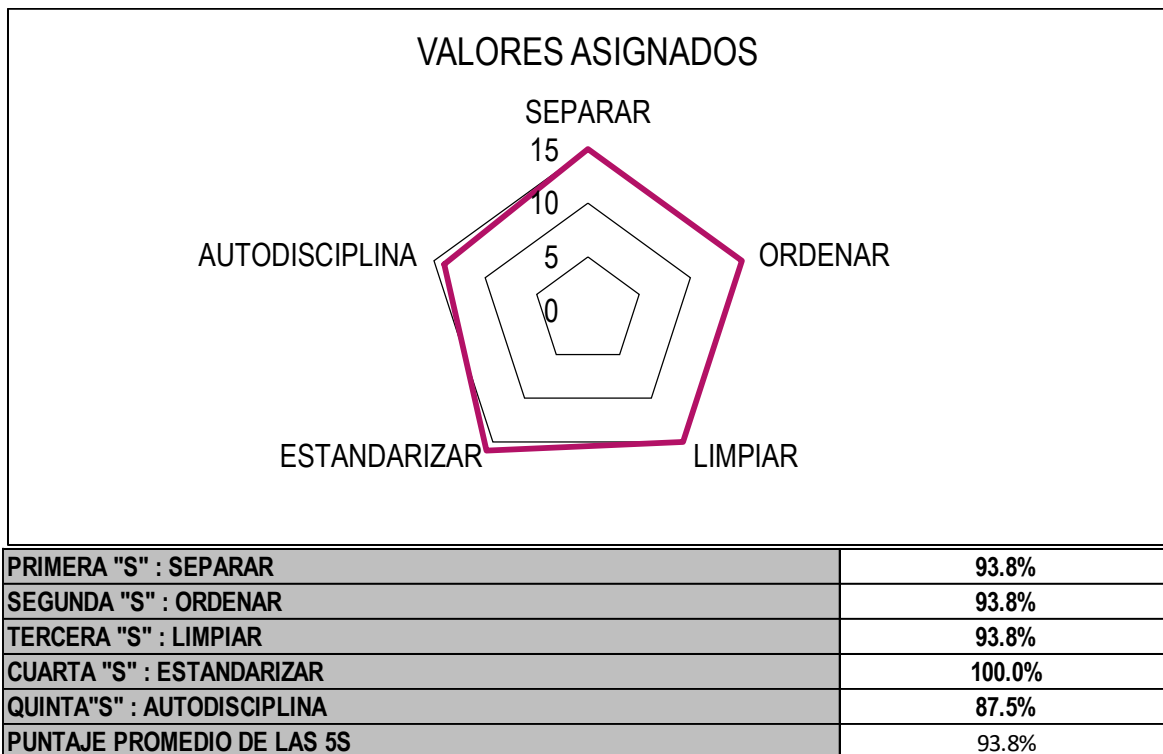 VALORES ASIGNADOS
SEPARAR
15
10
5
0
AUTODISCIPLINA
ORDENAR
ESTANDARIZAR
LIMPIAR
PRIMERA "S" : SEPARAR 93.8%
SEGUNDA "S" : ORDENAR 93.8%
TERCERA "S" : LIMPIAR 93.8%
CUARTA "S" : ESTANDARIZAR 100.0%
QUINTA"S" : AUTODISCIPLINA 87.5%
PUNTAJE PROMEDIO DE LAS 5S 93.8%